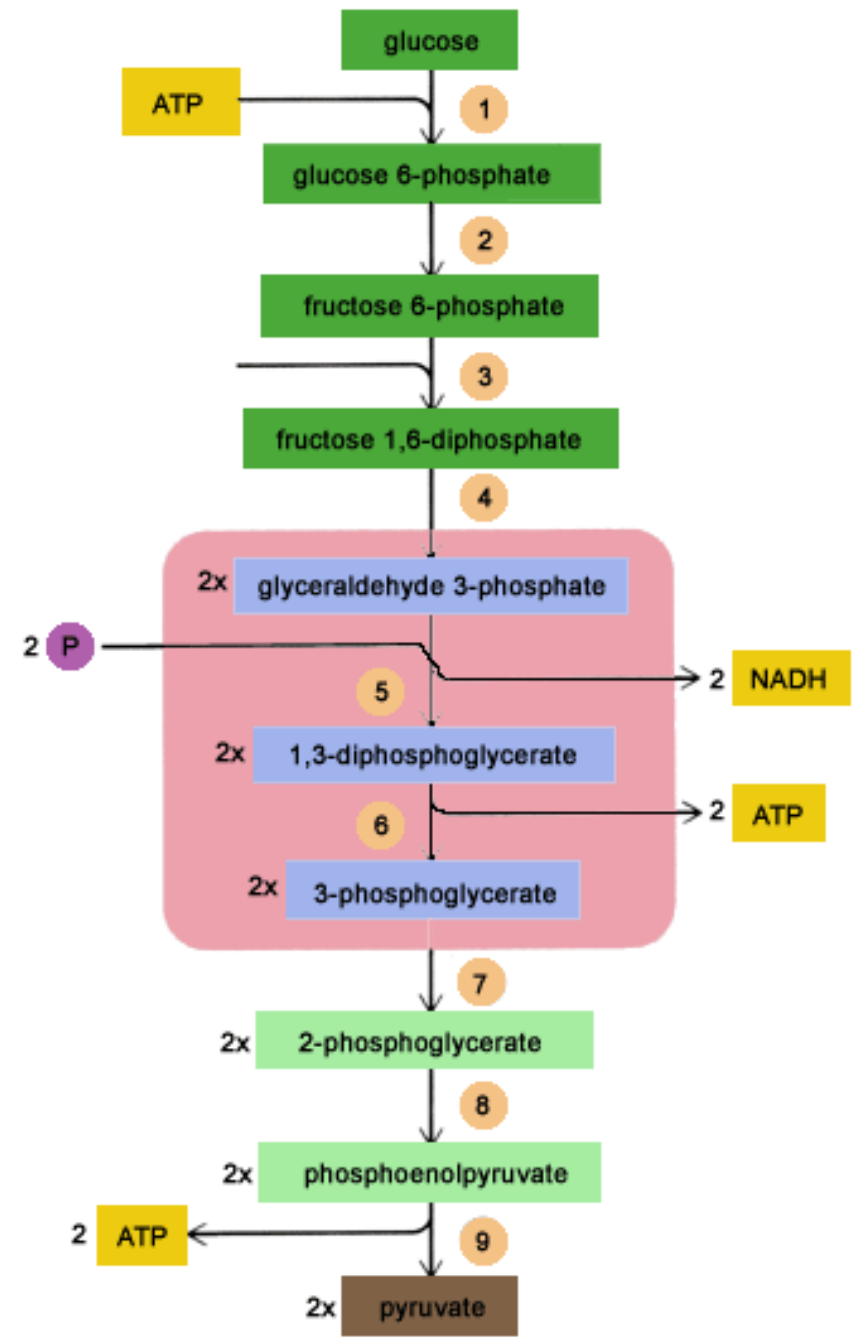 glucose
ATP
1
glucose 6-phosphate
2
fructose 6-phosphate
3
fructose 1,6-diphosphate
4
2x glyceraldehyde 3-phosphate
2 P
2 NADH
5
2x 1,3-diphosphoglycerate
2 ATP
6
2x 3-phosphoglycerate
7
2x 2-phosphoglycerate
8
2x phosphoenolpyruvate
2 ATP
9
2x pyruvate